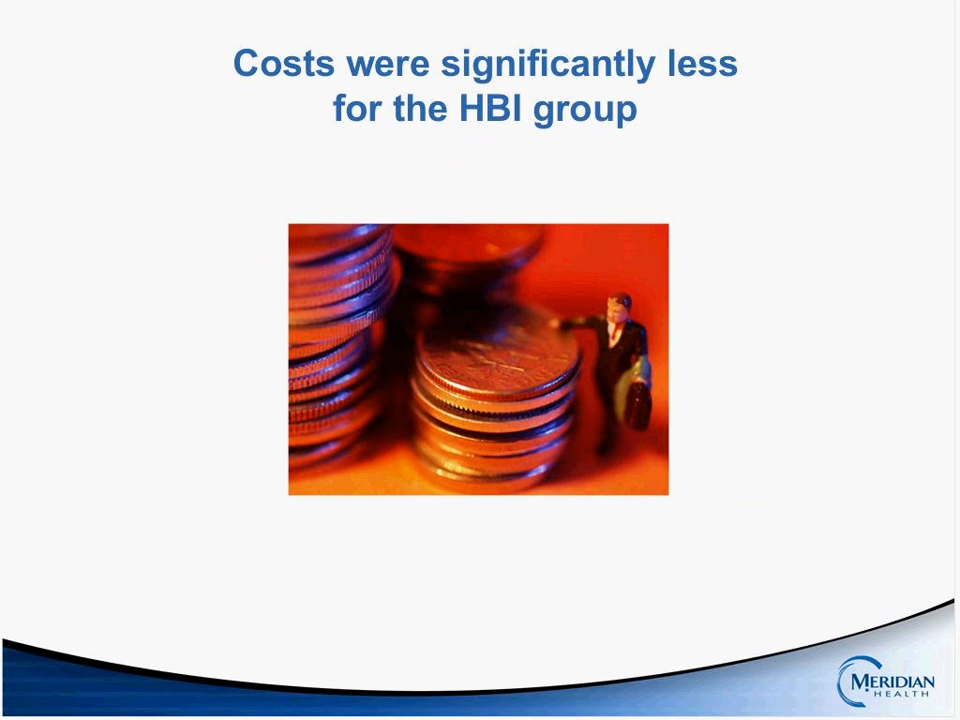 Costs were significantly less
for the HBI group
MERIDIAN
HEALTH